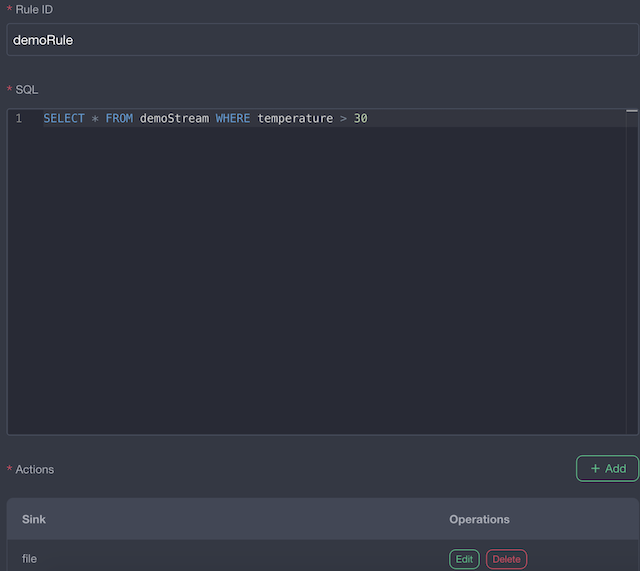 * Rule ID
demoRule
* SQL
1 SELECT * FROM demoStream WHERE temperature > 30
* Actions
+ Add
Sink Operations
file Edit Delete